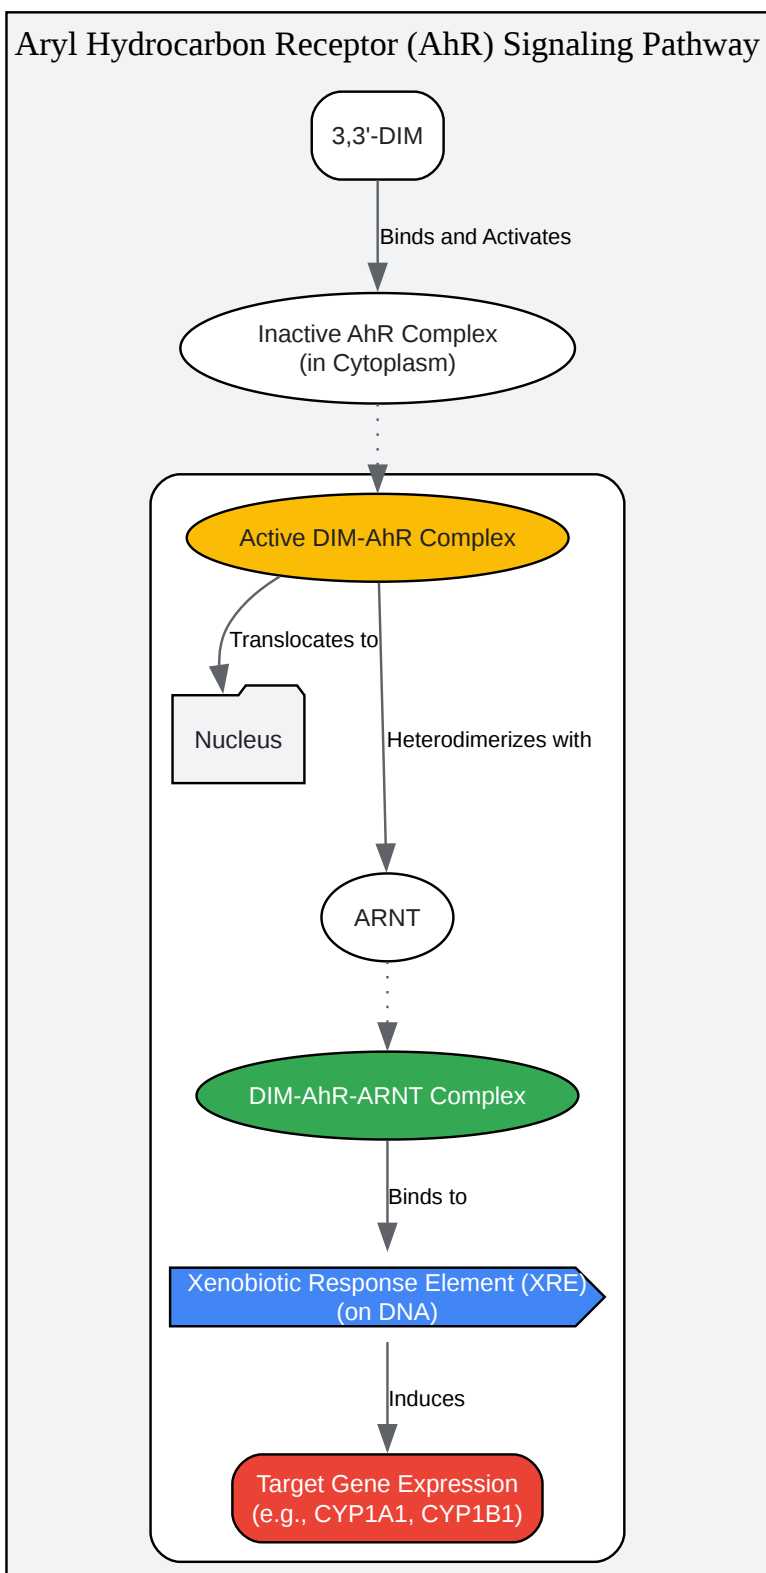 Aryl Hydrocarbon Receptor (AhR) Signaling Pathway
3,3'-DIM
Binds and Activates
Inactive AhR Complex
(in Cytoplasm)
Active DIM-AhR Complex
Translocates to
Nucleus
Heterodimerizes with
ARNT
DIM-AhR-ARNT Complex
Binds to
Xenobiotic Response Element (XRE)
(on DNA)
Induces
Target Gene Expression
(e.g., CYP1A1, CYP1B1)